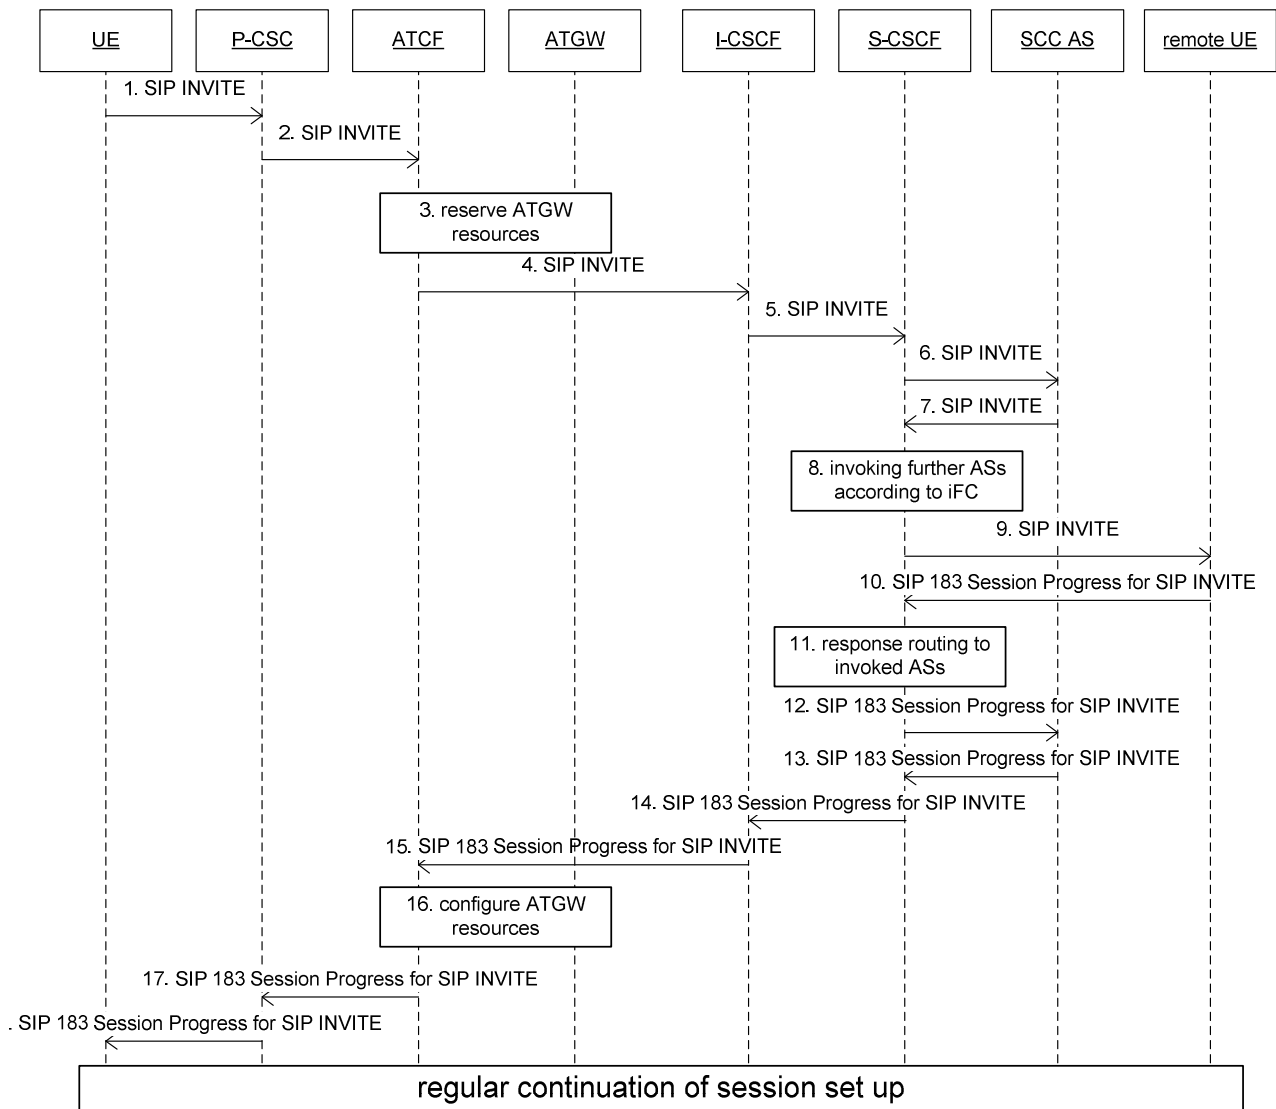 UE
P-CSC
ATCF
ATGW
I-CSCF
S-CSCF
SCC AS
remote UE
1. SIP INVITE
2. SIP INVITE
3. reserve ATGW
resources
4. SIP INVITE
5. SIP INVITE
6. SIP INVITE
7. SIP INVITE
8. invoking further ASs
according to iFC
9. SIP INVITE
10. SIP 183 Session Progress for SIP INVITE
11. response routing to
invoked ASs
12. SIP 183 Session Progress for SIP INVITE
13. SIP 183 Session Progress for SIP INVITE
14. SIP 183 Session Progress for SIP INVITE
15. SIP 183 Session Progress for SIP INVITE
16. configure ATGW
resources
17. SIP 183 Session Progress for SIP INVITE
. SIP 183 Session Progress for SIP INVITE
regular continuation of session set up